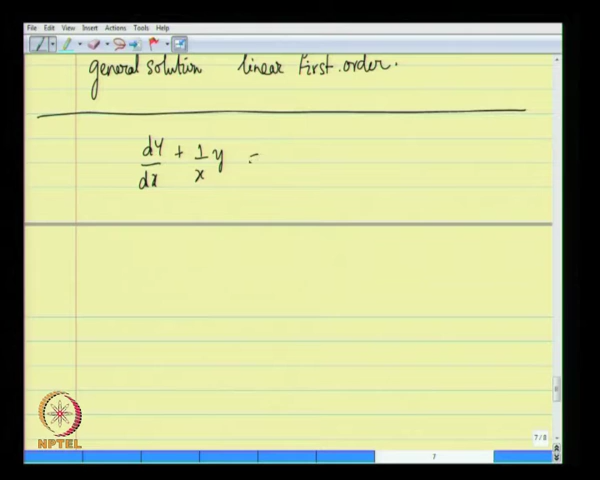 File Edit View Insert Actions Tools Help
general solution linear First order.
dy/dx + 1/x y =
NPTEL
7/8
7